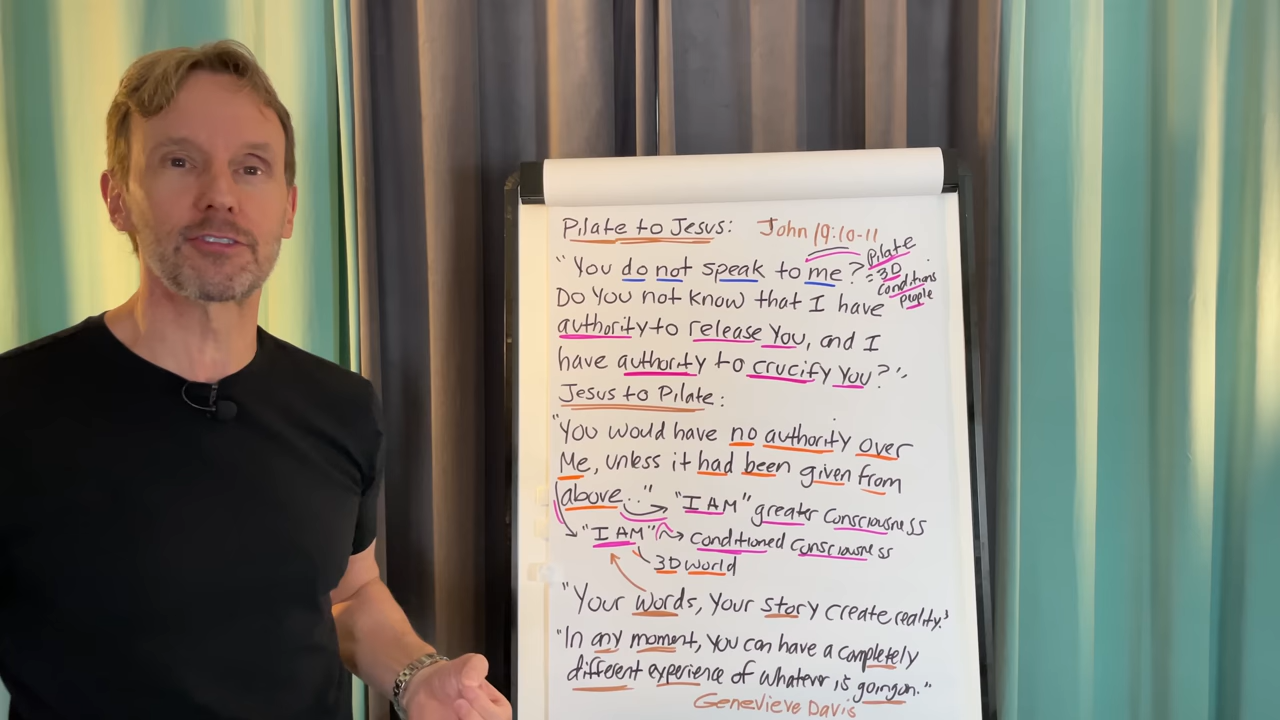 Pilate to Jesus: John 19:10-11
"You do not speak to me? Pilate
= 3D
Conditions
People
Do You not know that I have
authority to release You, and I
have authority to crucify You?"
Jesus to Pilate:
"You would have no authority over
Me, unless it had been given from
above.." "I AM" greater Consciousness
"I AM" conditioned Consciousness
3D world
"Your words, Your story create reality."
"In any moment, you can have a completely
different experience of whatever is going on."
Genevieve Davis